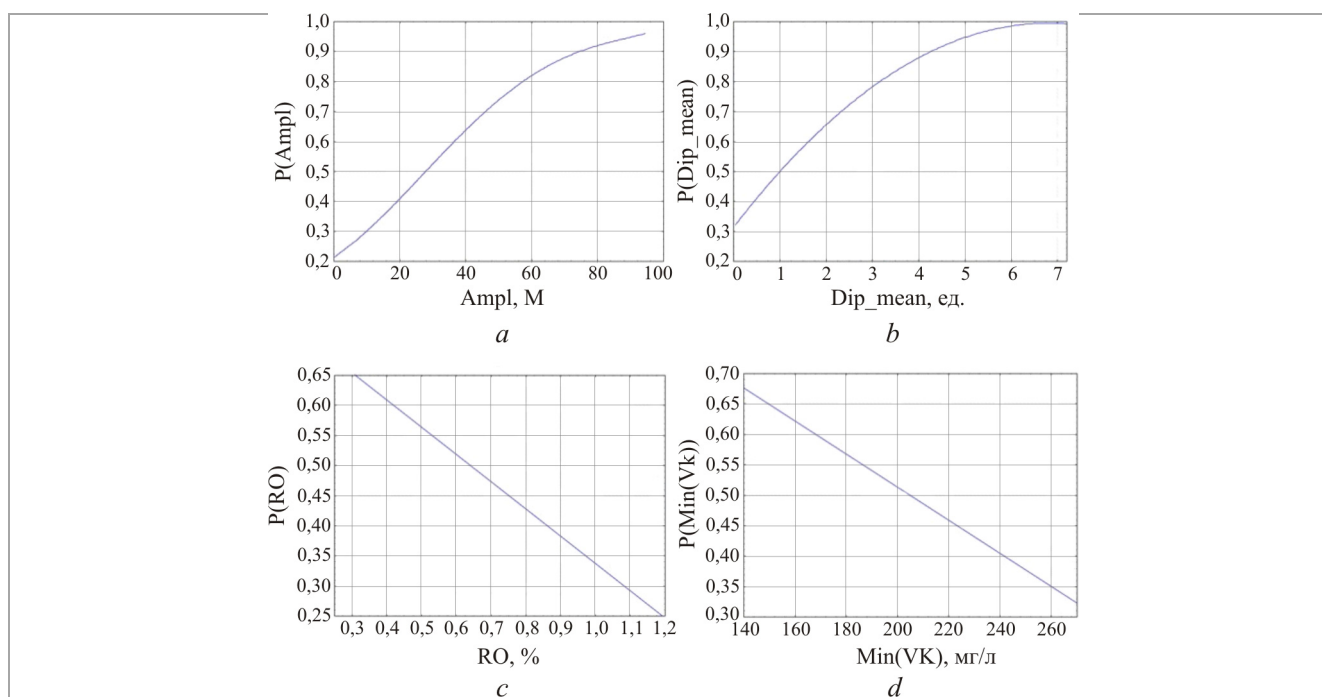 1,0
0,9
0,8
0,7
0,6
0,5
0,4
0,3
0,2
P(Ampl)
0 20 40 60 80 100
Ampl, М
a
1,0
0,9
0,8
0,7
0,6
0,5
0,4
0,3
0,2
P(Dip_mean)
0 1 2 3 4 5 6 7
Dip_mean, ед.
b
0,65
0,60
0,55
0,50
0,45
0,40
0,35
0,30
0,25
P(RO)
0,3 0,4 0,5 0,6 0,7 0,8 0,9 1,0 1,1 1,2
RO, %
c
0,70
0,65
0,60
0,55
0,50
0,45
0,40
0,35
0,30
P(Min(Vk))
140 160 180 200 220 240 260
Min(VK), мг/л
d